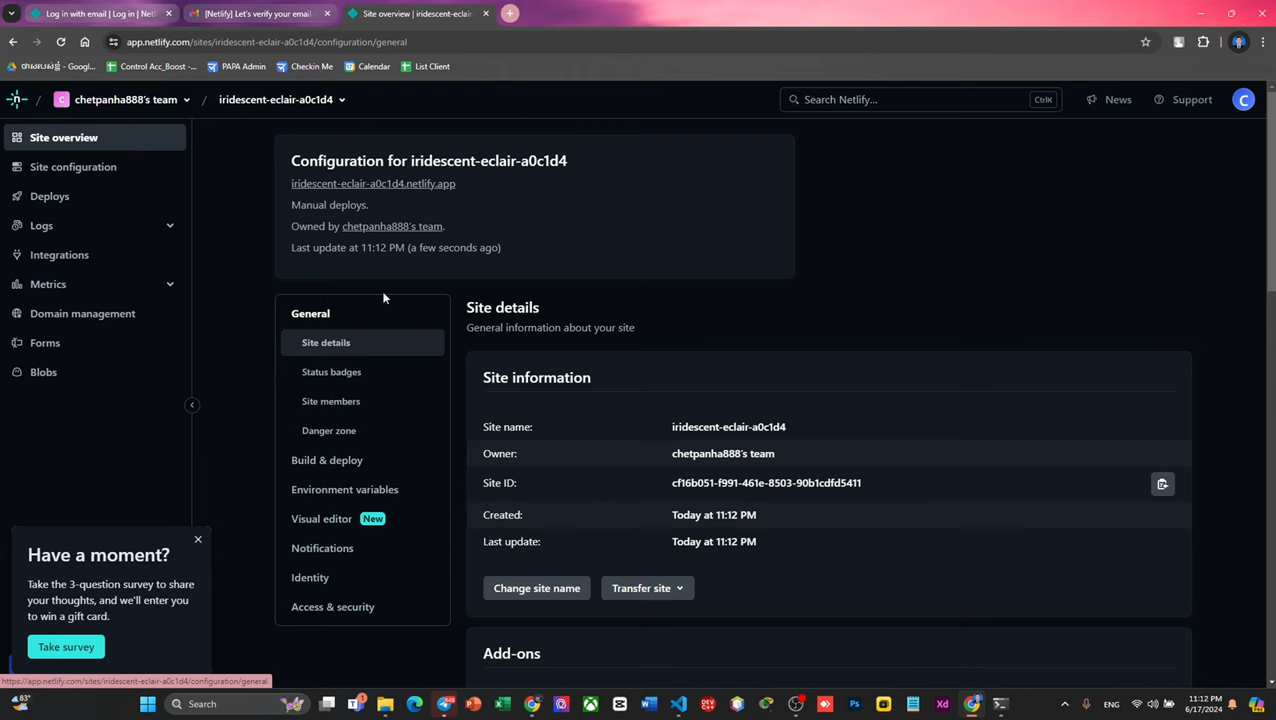 Log in with email | Log in | Netl
[Netlify] Let's verify your email
Site overview | iridescent-eclair-
app.netlify.com/sites/iridescent-eclair-a0c1d4/configuration/general
Control Acc_Boost -...
PAPA Admin
Checkin Me
Calendar
List Client
chetpanha888's team
iridescent-eclair-a0c1d4
Search Netlify...
Ctrl K
News
Support
C
Site overview
Site configuration
Deploys
Logs
Integrations
Metrics
Domain management
Forms
Blobs
Configuration for iridescent-eclair-a0c1d4
iridescent-eclair-a0c1d4.netlify.app
Manual deploys.
Owned by chetpanha888's team.
Last update at 11:12 PM (a few seconds ago)
General
Site details
Status badges
Site members
Danger zone
Build & deploy
Environment variables
Visual editor New
Notifications
Identity
Access & security
Site details
General information about your site
Site information
Site name: iridescent-eclair-a0c1d4
Owner: chetpanha888's team
Site ID: cf16b051-f991-461e-8503-90b1cdfd5411
Created: Today at 11:12 PM
Last update: Today at 11:12 PM
Change site name
Transfer site
Add-ons
Have a moment?
Take the 3-question survey to share
your thoughts, and we'll enter you
to win a gift card.
Take survey
https://app.netlify.com/sites/iridescent-eclair-a0c1d4/configuration/general
83°
Search
ENG
11:12 PM
6/17/2024